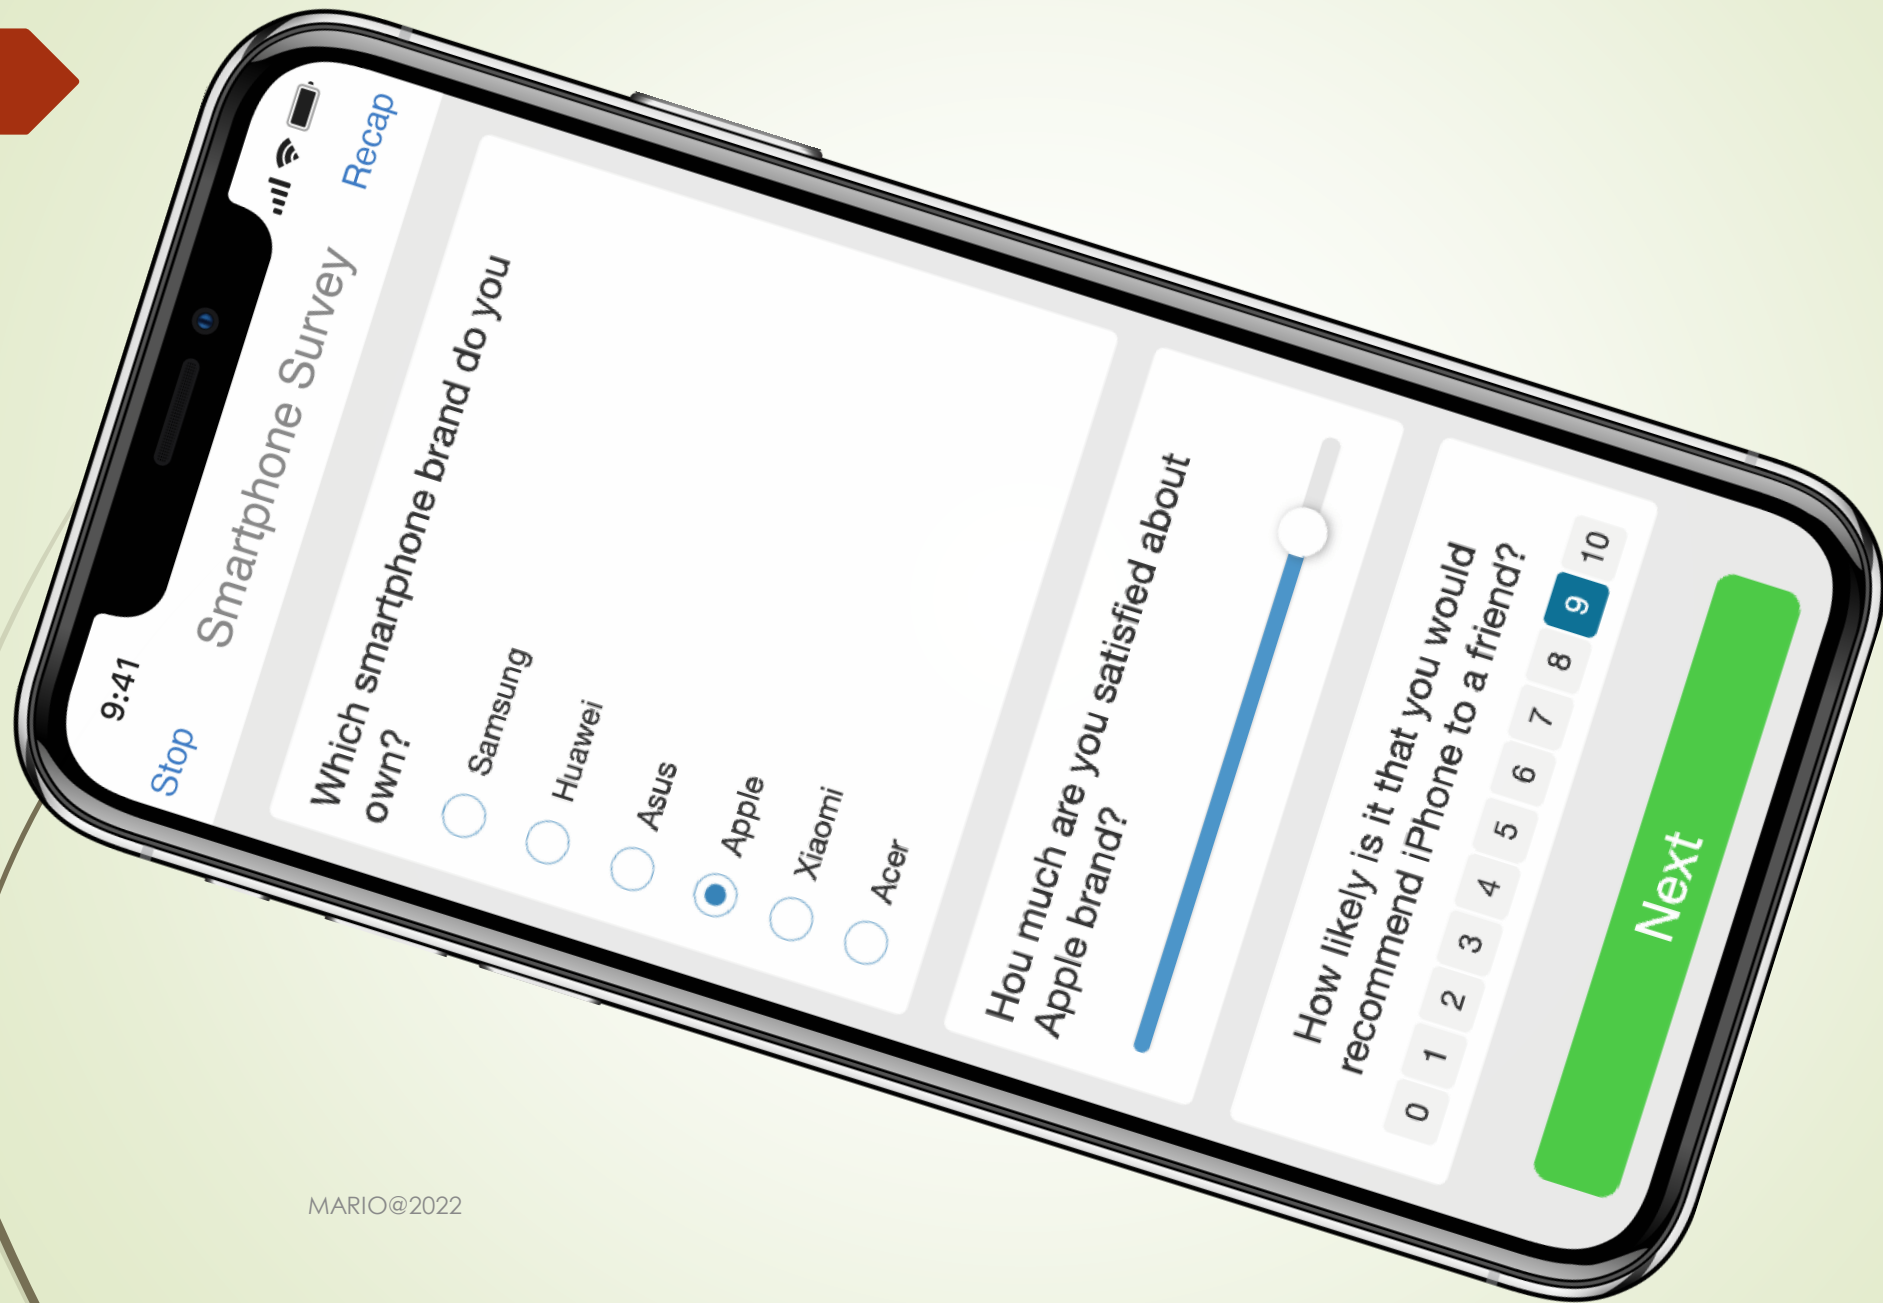 9:41
Stop
Smartphone Survey
Recap
Which smartphone brand do you
own?
Samsung
Huawei
Asus
Apple
Xiaomi
Acer
Hou much are you satisfied about
Apple brand?
How likely is it that you would
recommend iPhone to a friend?
0 1 2 3 4 5 6 7 8 9 10
Next
MARIO@2022